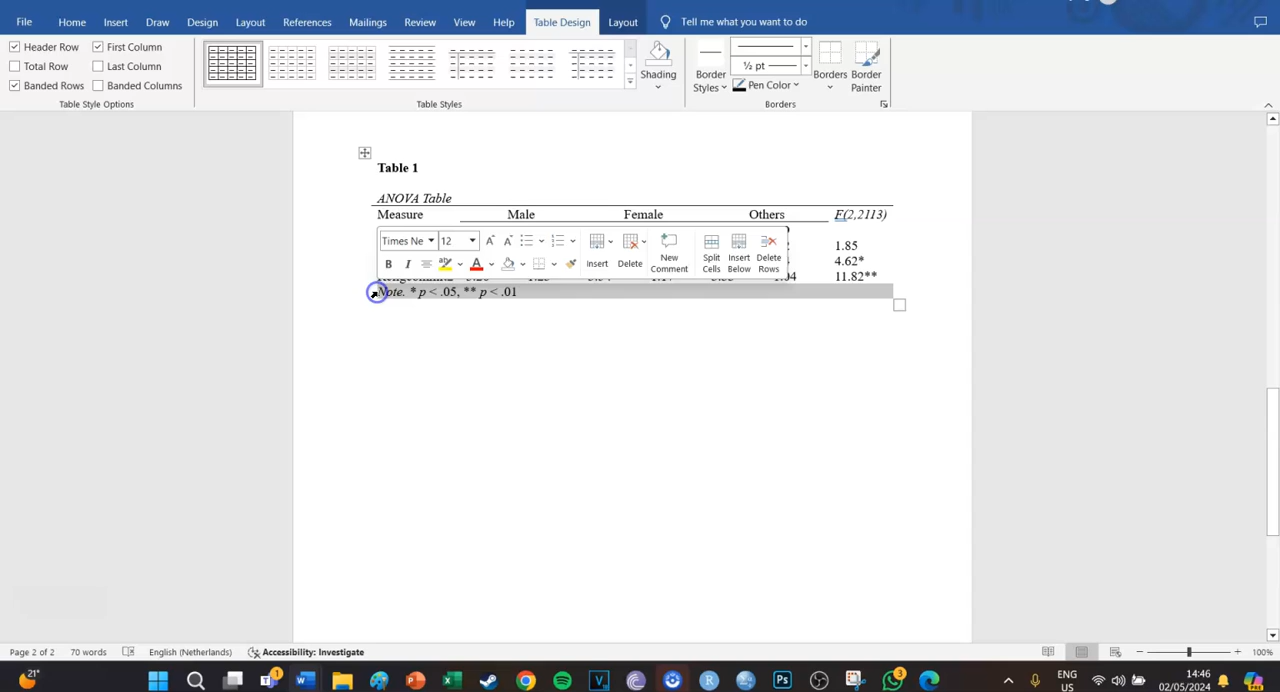 File Home Insert Draw Design Layout References Mailings Review View Help Table Design Layout Tell me what you want to do
Header Row First Column
Total Row Last Column
Banded Rows Banded Columns
Table Style Options
Table Styles
Shading
Border Styles
½ pt
Pen Color
Borders
Border Painter
Borders
Table 1
ANOVA Table
Measure Male Female Others F(2,2113)
1.85
4.62*
11.82**
Times Ne 12
B I
Insert Delete New Comment Split Cells Insert Below Delete Rows
Note. * p < .05, ** p < .01
Page 2 of 2 70 words English (Netherlands) Accessibility: Investigate 100%
21°
1
3
ENG
US
14:46
02/05/2024